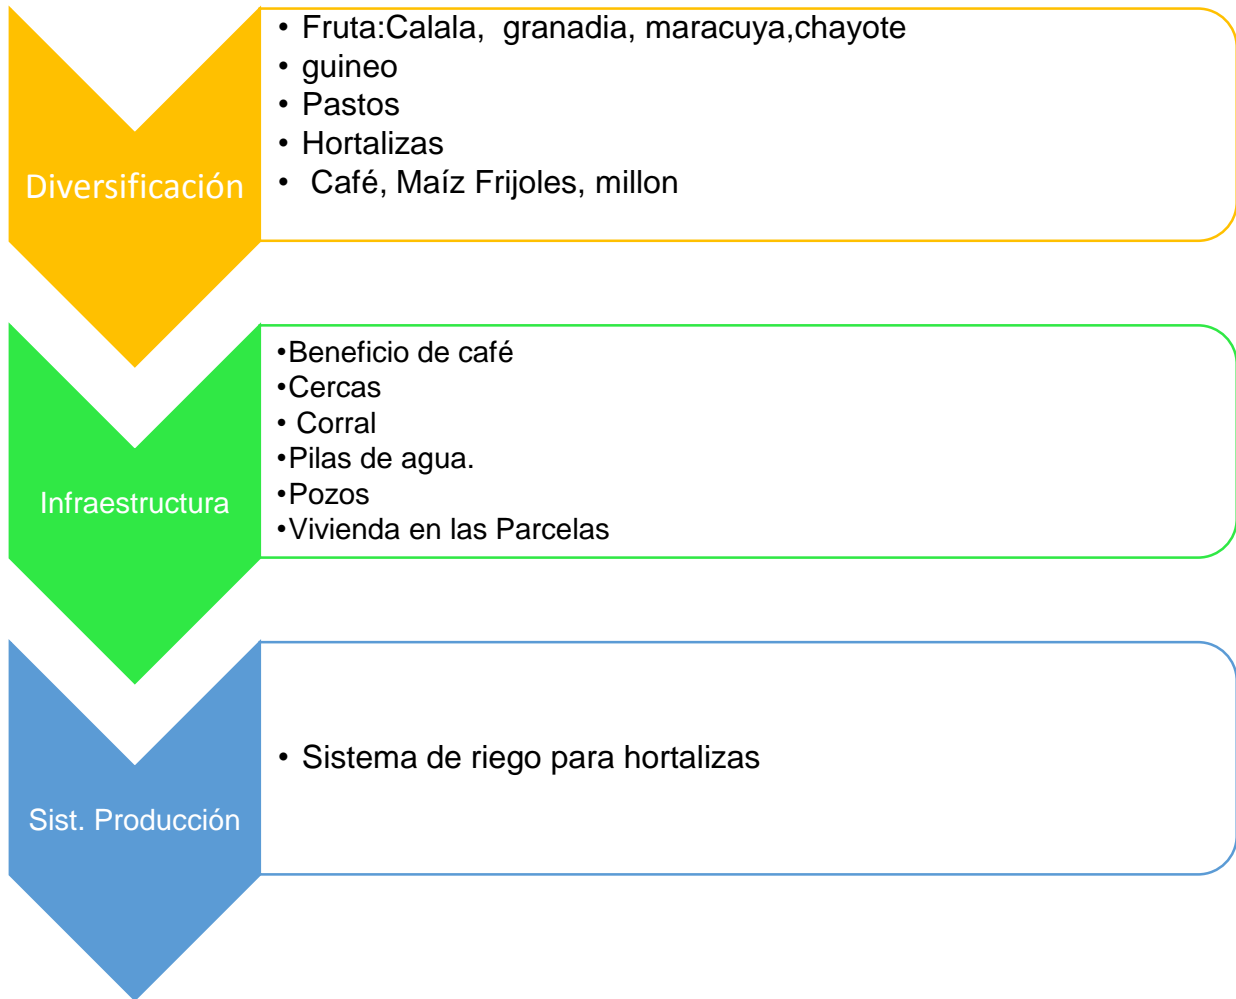 Diversificación
• Fruta:Calala, granadia, maracuya,chayote
• guineo
• Pastos
• Hortalizas
• Café, Maíz Frijoles, millon
Infraestructura
•Beneficio de café
•Cercas
• Corral
•Pilas de agua.
•Pozos
•Vivienda en las Parcelas
Sist. Producción
• Sistema de riego para hortalizas